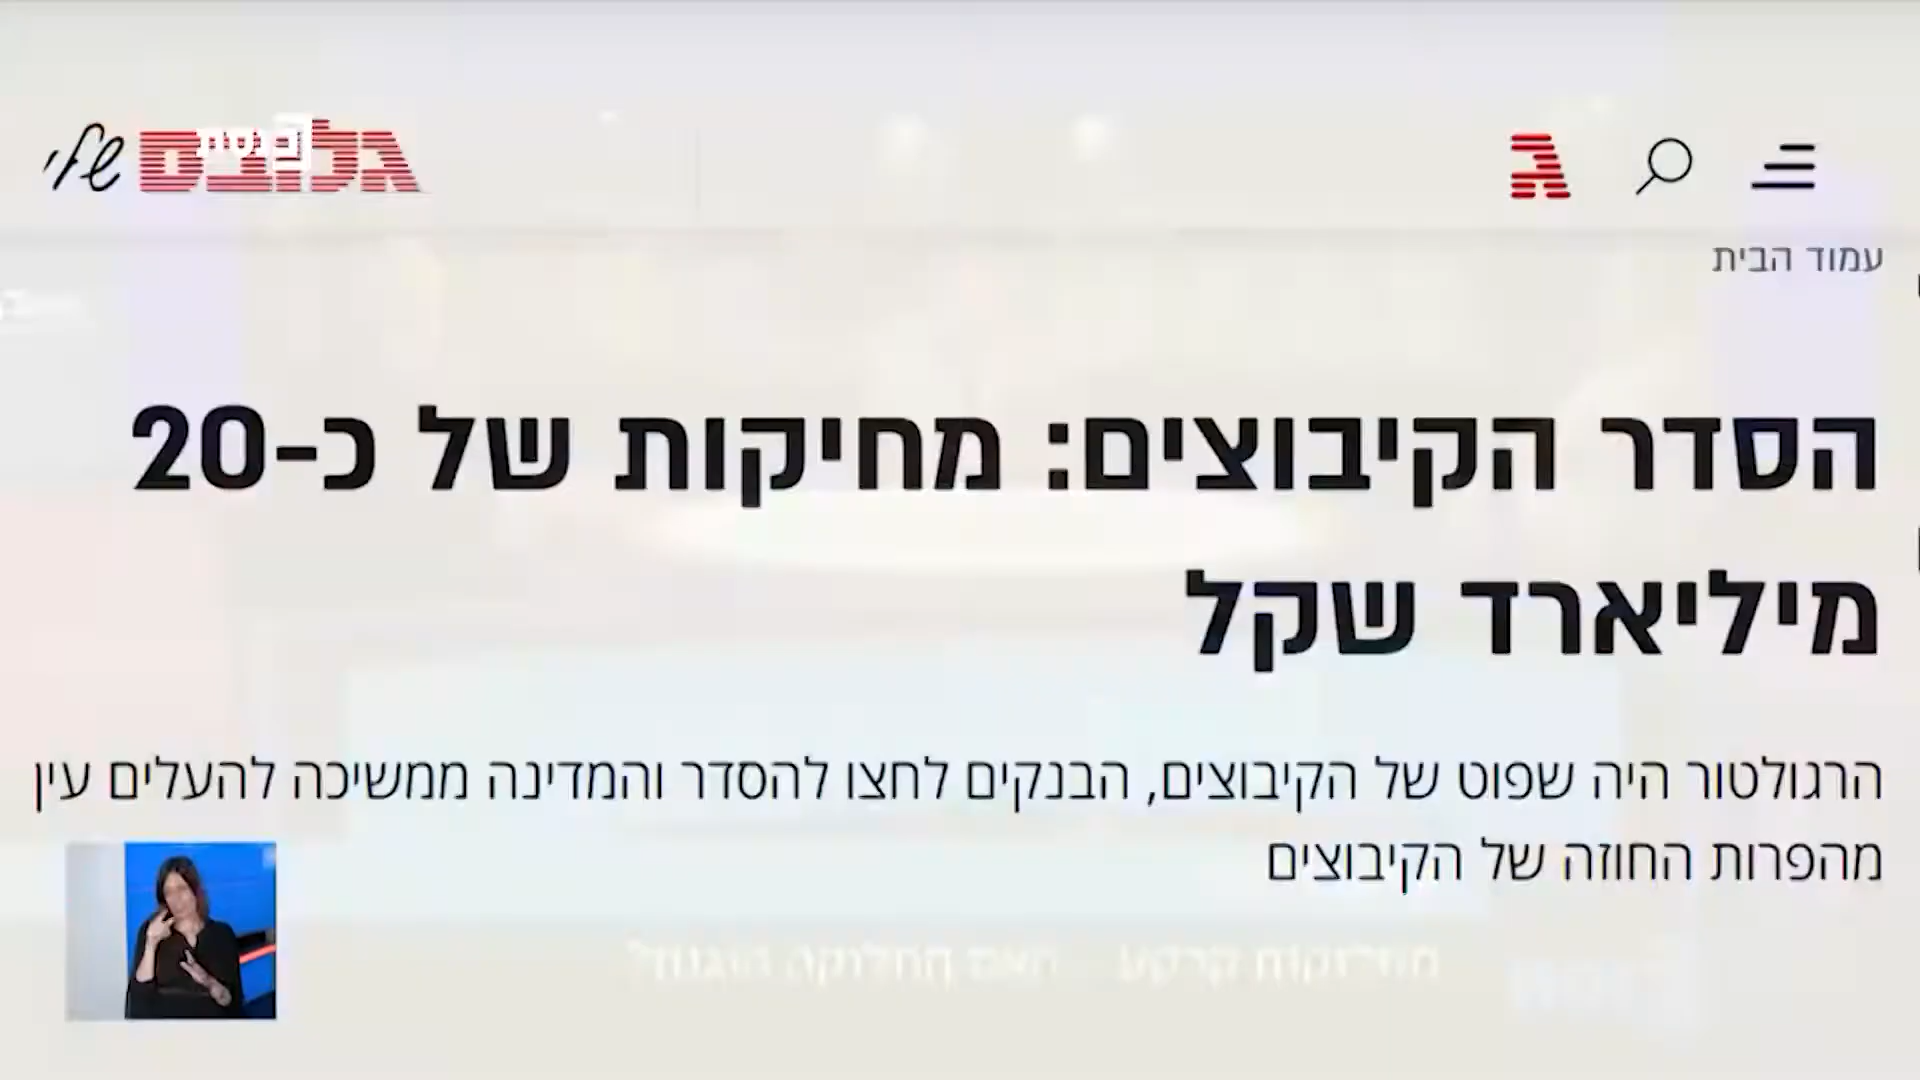 גלובס שלי
ג
כנסת
עמוד הבית
הסדר הקיבוצים: מחיקות של כ-20
מיליארד שקל
הרגולטור היה שפוט של הקיבוצים, הבנקים לחצו להסדר והמדינה ממשיכה להעלים עין
מהפרות החוזה של הקיבוצים